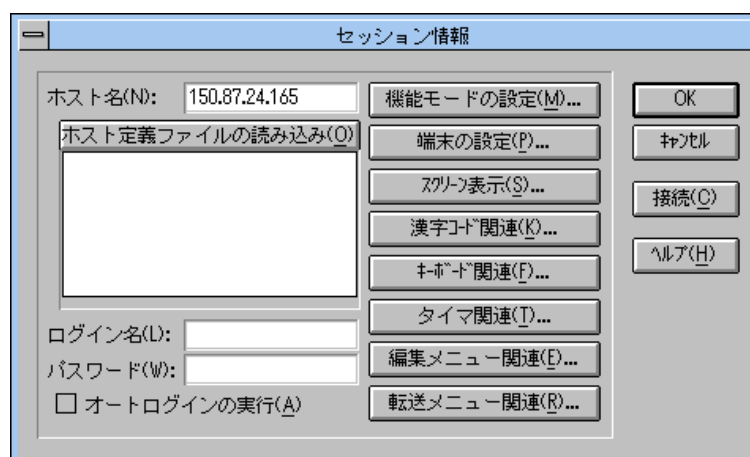 セッション情報
ホスト名(N): 150.87.24.165
ホスト定義ファイルの読み込み(O)
ログイン名(L):
パスワード(W):
オートログインの実行(A)
機能モードの設定(M)...
端末の設定(P)...
スクリーン表示(S)...
漢字コード関連(K)...
キーボード関連(F)...
タイマ関連(T)...
編集メニュー関連(E)...
転送メニュー関連(R)...
OK
キャンセル
接続(C)
ヘルプ(H)